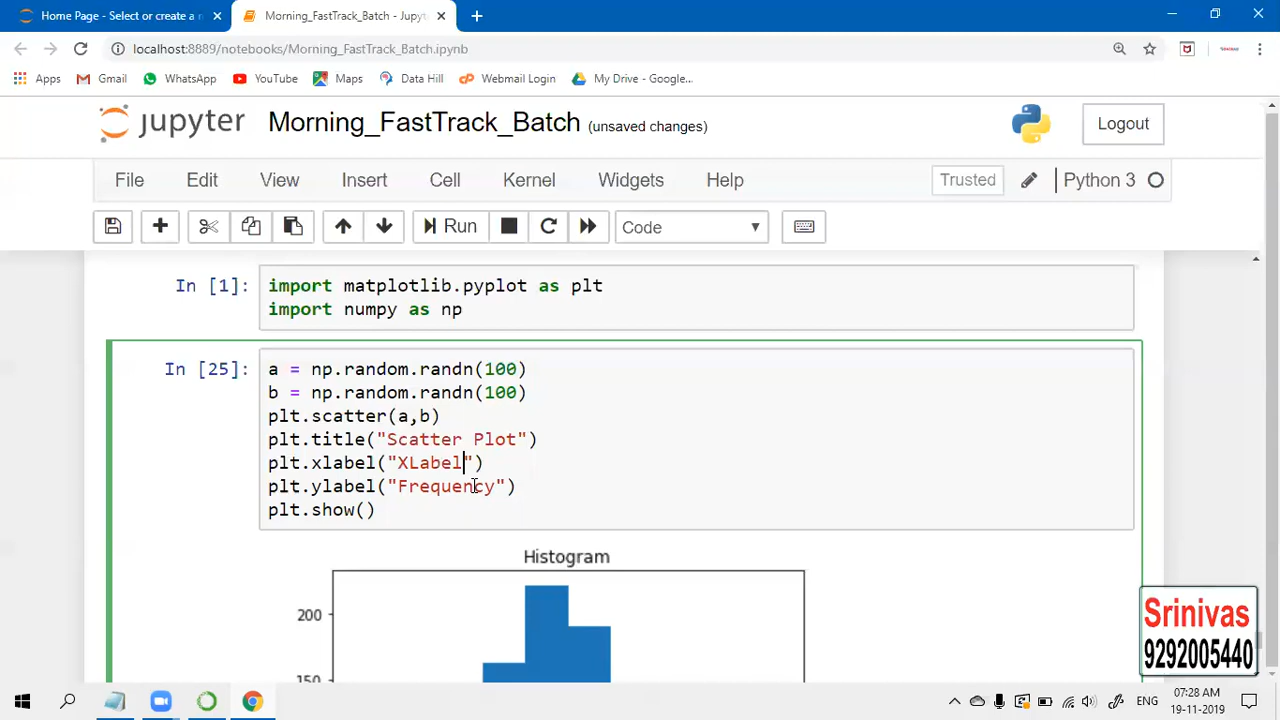 Home Page - Select or create a n
Morning_FastTrack_Batch - Jupyt
localhost:8889/notebooks/Morning_FastTrack_Batch.ipynb
Apps
Gmail
WhatsApp
YouTube
Maps
Data Hill
Webmail Login
My Drive - Google...
jupyter
Morning_FastTrack_Batch (unsaved changes)
Logout
File
Edit
View
Insert
Cell
Kernel
Widgets
Help
Trusted
Python 3
Run
Code
In [1]:
import matplotlib.pyplot as plt
import numpy as np
In [25]:
a = np.random.randn(100)
b = np.random.randn(100)
plt.scatter(a,b)
plt.title("Scatter Plot")
plt.xlabel("XLabel")
plt.ylabel("Frequency")
plt.show()
Histogram
200
150
Srinivas
9292005440
ENG
07:28 AM
19-11-2019